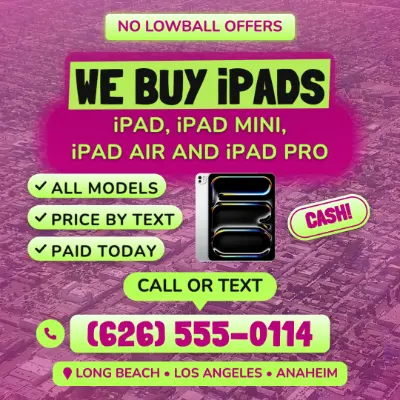 NO LOWBALL OFFERS
WE BUY iPADS
iPAD, iPAD MINI,
iPAD AIR AND iPAD PRO
ALL MODELS
PRICE BY TEXT
PAID TODAY
CASH!
CALL OR TEXT
(626) 555-0114
LONG BEACH • LOS ANGELES • ANAHEIM